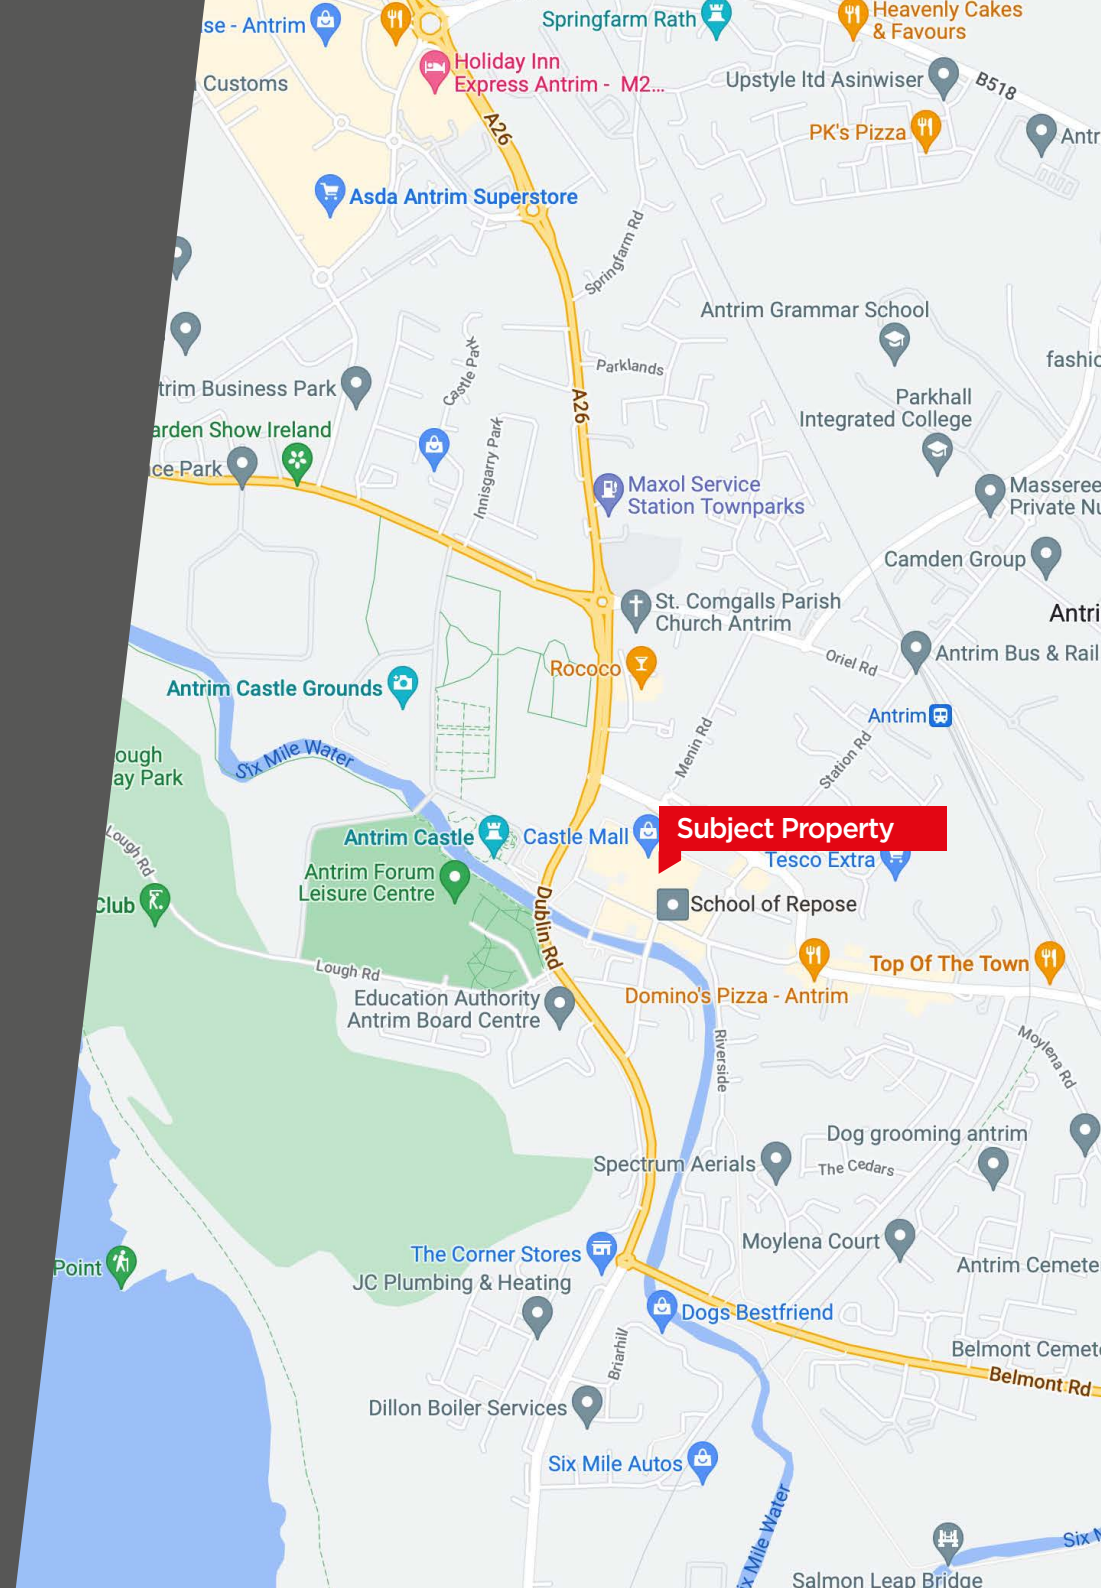 se - Antrim
Springfarm Rath
Heavenly Cakes
& Favours
Holiday Inn
Express Antrim - M2...
Customs
Upstyle ltd Asinwiser
B518
A26
PK's Pizza
Antr
Asda Antrim Superstore
Springfarm Rd
Antrim Grammar School
Parklands
fashio
Castle Park
trim Business Park
A26
Parkhall
Integrated College
arden Show Ireland
Innisgarry Park
ce Park
Maxol Service
Station Townparks
Masseree
Private Nu
Camden Group
St. Comgalls Parish
Church Antrim
Antri
Oriel Rd
Antrim Bus & Rail
Rococo
Antrim Castle Grounds
Antrim
Menin Rd
Station Rd
ough
ay Park
Six Mile Water
Subject Property
Antrim Castle
Castle Mall
Lough Rd
Tesco Extra
Antrim Forum
Leisure Centre
Club
Dublin Rd
School of Repose
Lough Rd
Top Of The Town
Education Authority
Antrim Board Centre
Domino's Pizza - Antrim
Riverside
Moylena Rd
Dog grooming antrim
Spectrum Aerials
The Cedars
Moylena Court
The Corner Stores
Point
Antrim Cemete
JC Plumbing & Heating
Dogs Bestfriend
Briarhill
Belmont Cemete
Belmont Rd
Dillon Boiler Services
Six Mile Autos
ix Mile Water
Six M
Salmon Leap Bridge